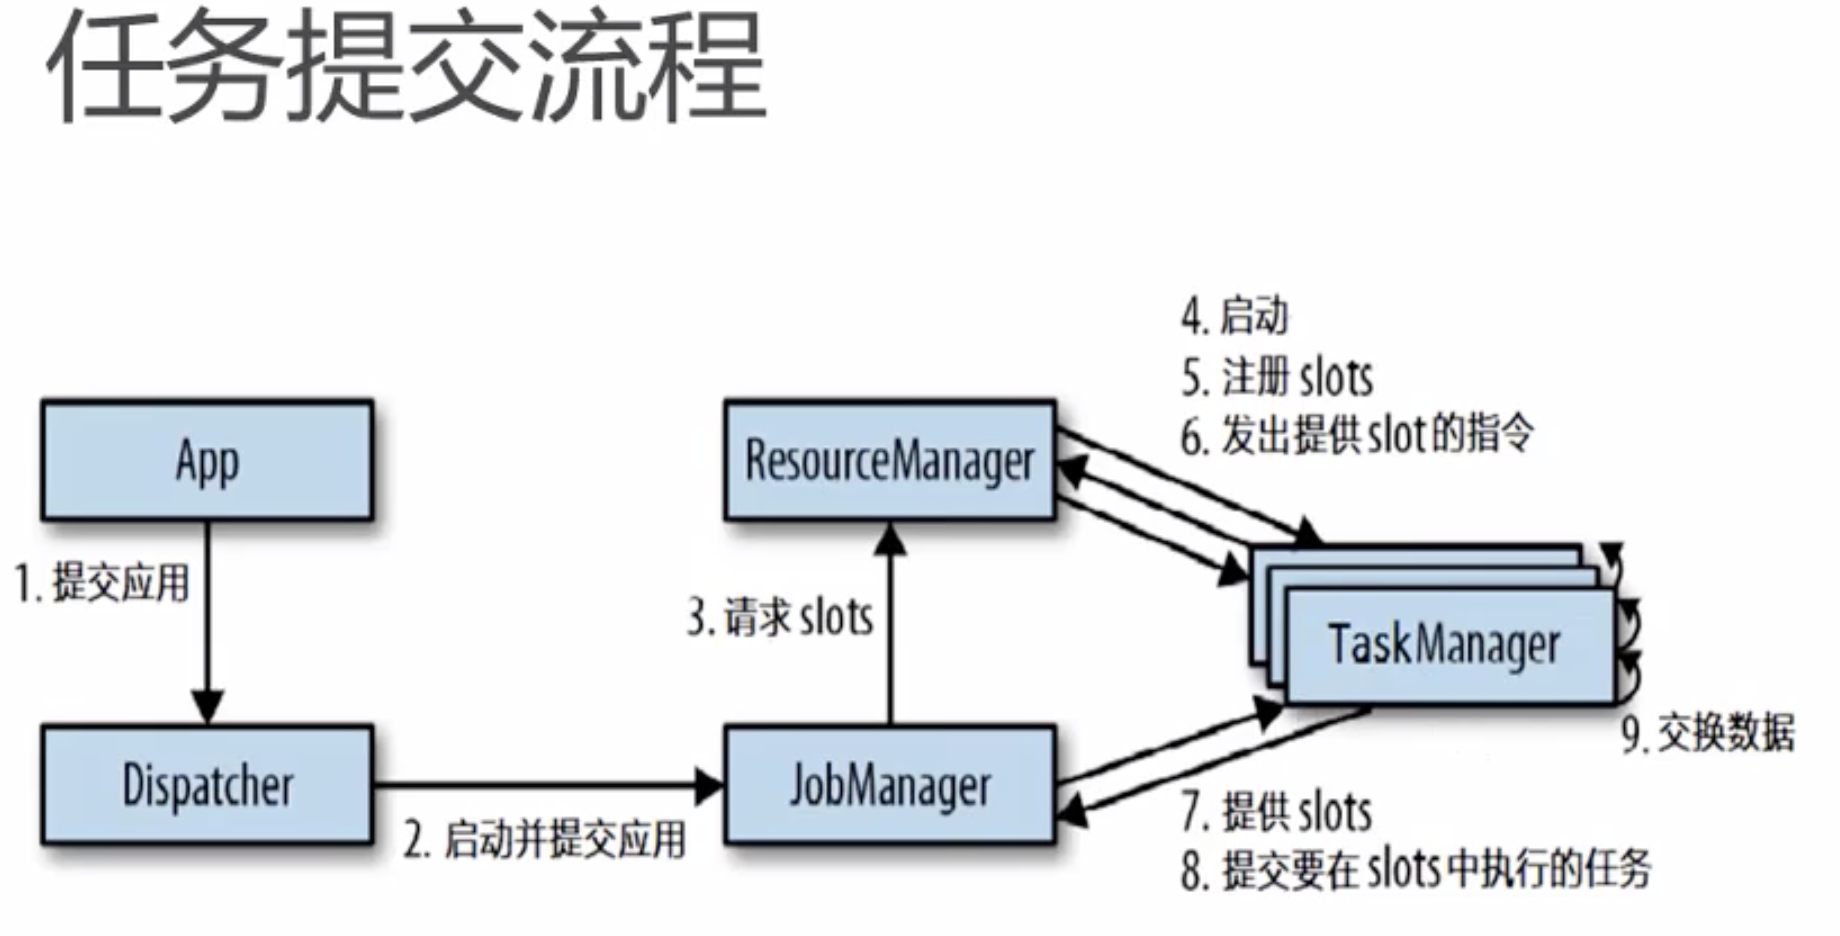 任务提交流程
4. 启动
5. 注册 slots
6. 发出提供 slot 的指令
App
ResourceManager
1. 提交应用
3. 请求 slots
TaskManager
9. 交换数据
Dispatcher
JobManager
2. 启动并提交应用
7. 提供 slots
8. 提交要在 slots 中执行的任务